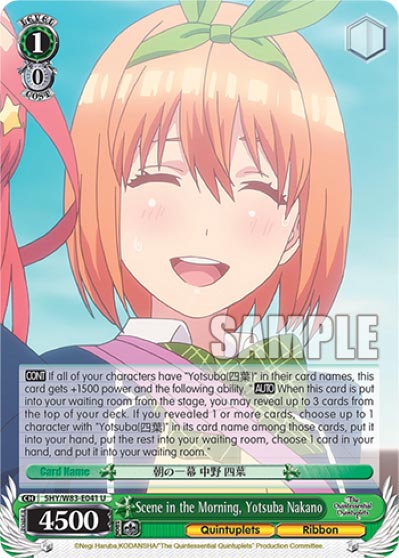 LEVEL
1
0
COST
SAMPLE
CONT If all of your characters have "Yotsuba(四葉)" in their card names, this
card gets +1500 power and the following ability. "AUTO When this card is put
into your waiting room from the stage, you may reveal up to 3 cards from
the top of your deck. If you revealed 1 or more cards, choose up to 1
character with "Yotsuba(四葉)" in its card name among those cards, put it
into your hand, put the rest into your waiting room, choose 1 card in your
hand, and put it into your waiting room."
Card Name 朝の一幕 中野 四葉
CH 5HY/W83-E041 U
Scene in the Morning, Yotsuba Nakano
The Quintessential Quintuplets
POWER
4500
SOUL
Quintuplets
Ribbon
©Negi Haruba,KODANSHA/"The Quintessential Quintuplets" Production Committee